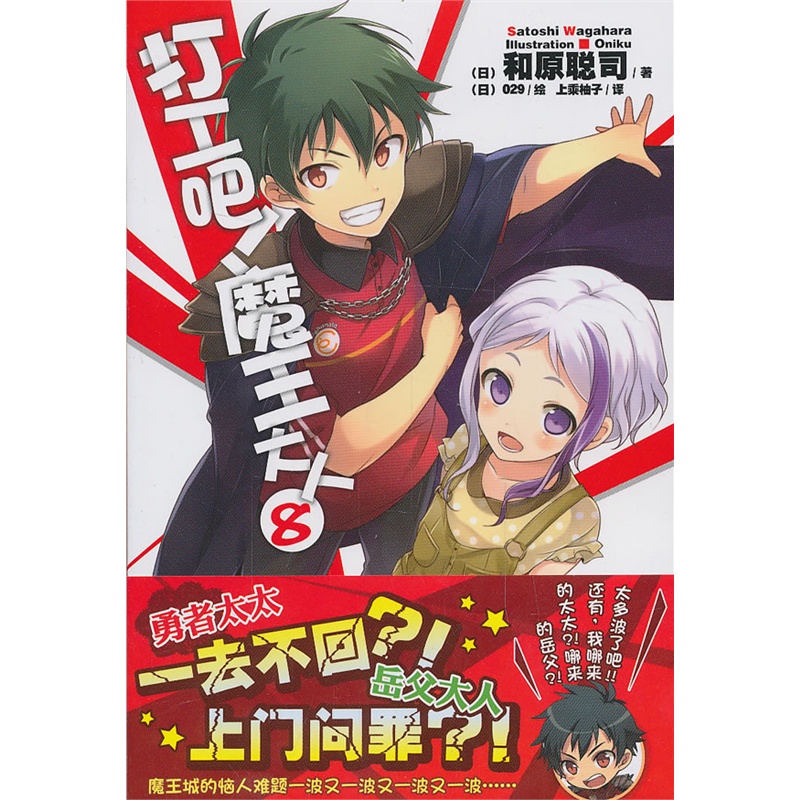 Satoshi Wagahara
Illustration ■ Oniku
(日) 和原聪司/著
(日) 029/绘 上乘柚子/译
打工吧!魔王大人
8
勇者太太
一去不回?!
岳父大人
上门问罪?!
太多波了吧!!
还有,我哪来
的太太?!哪来
的岳父?!
魔王城的恼人难题一波又一波又一波又一波……